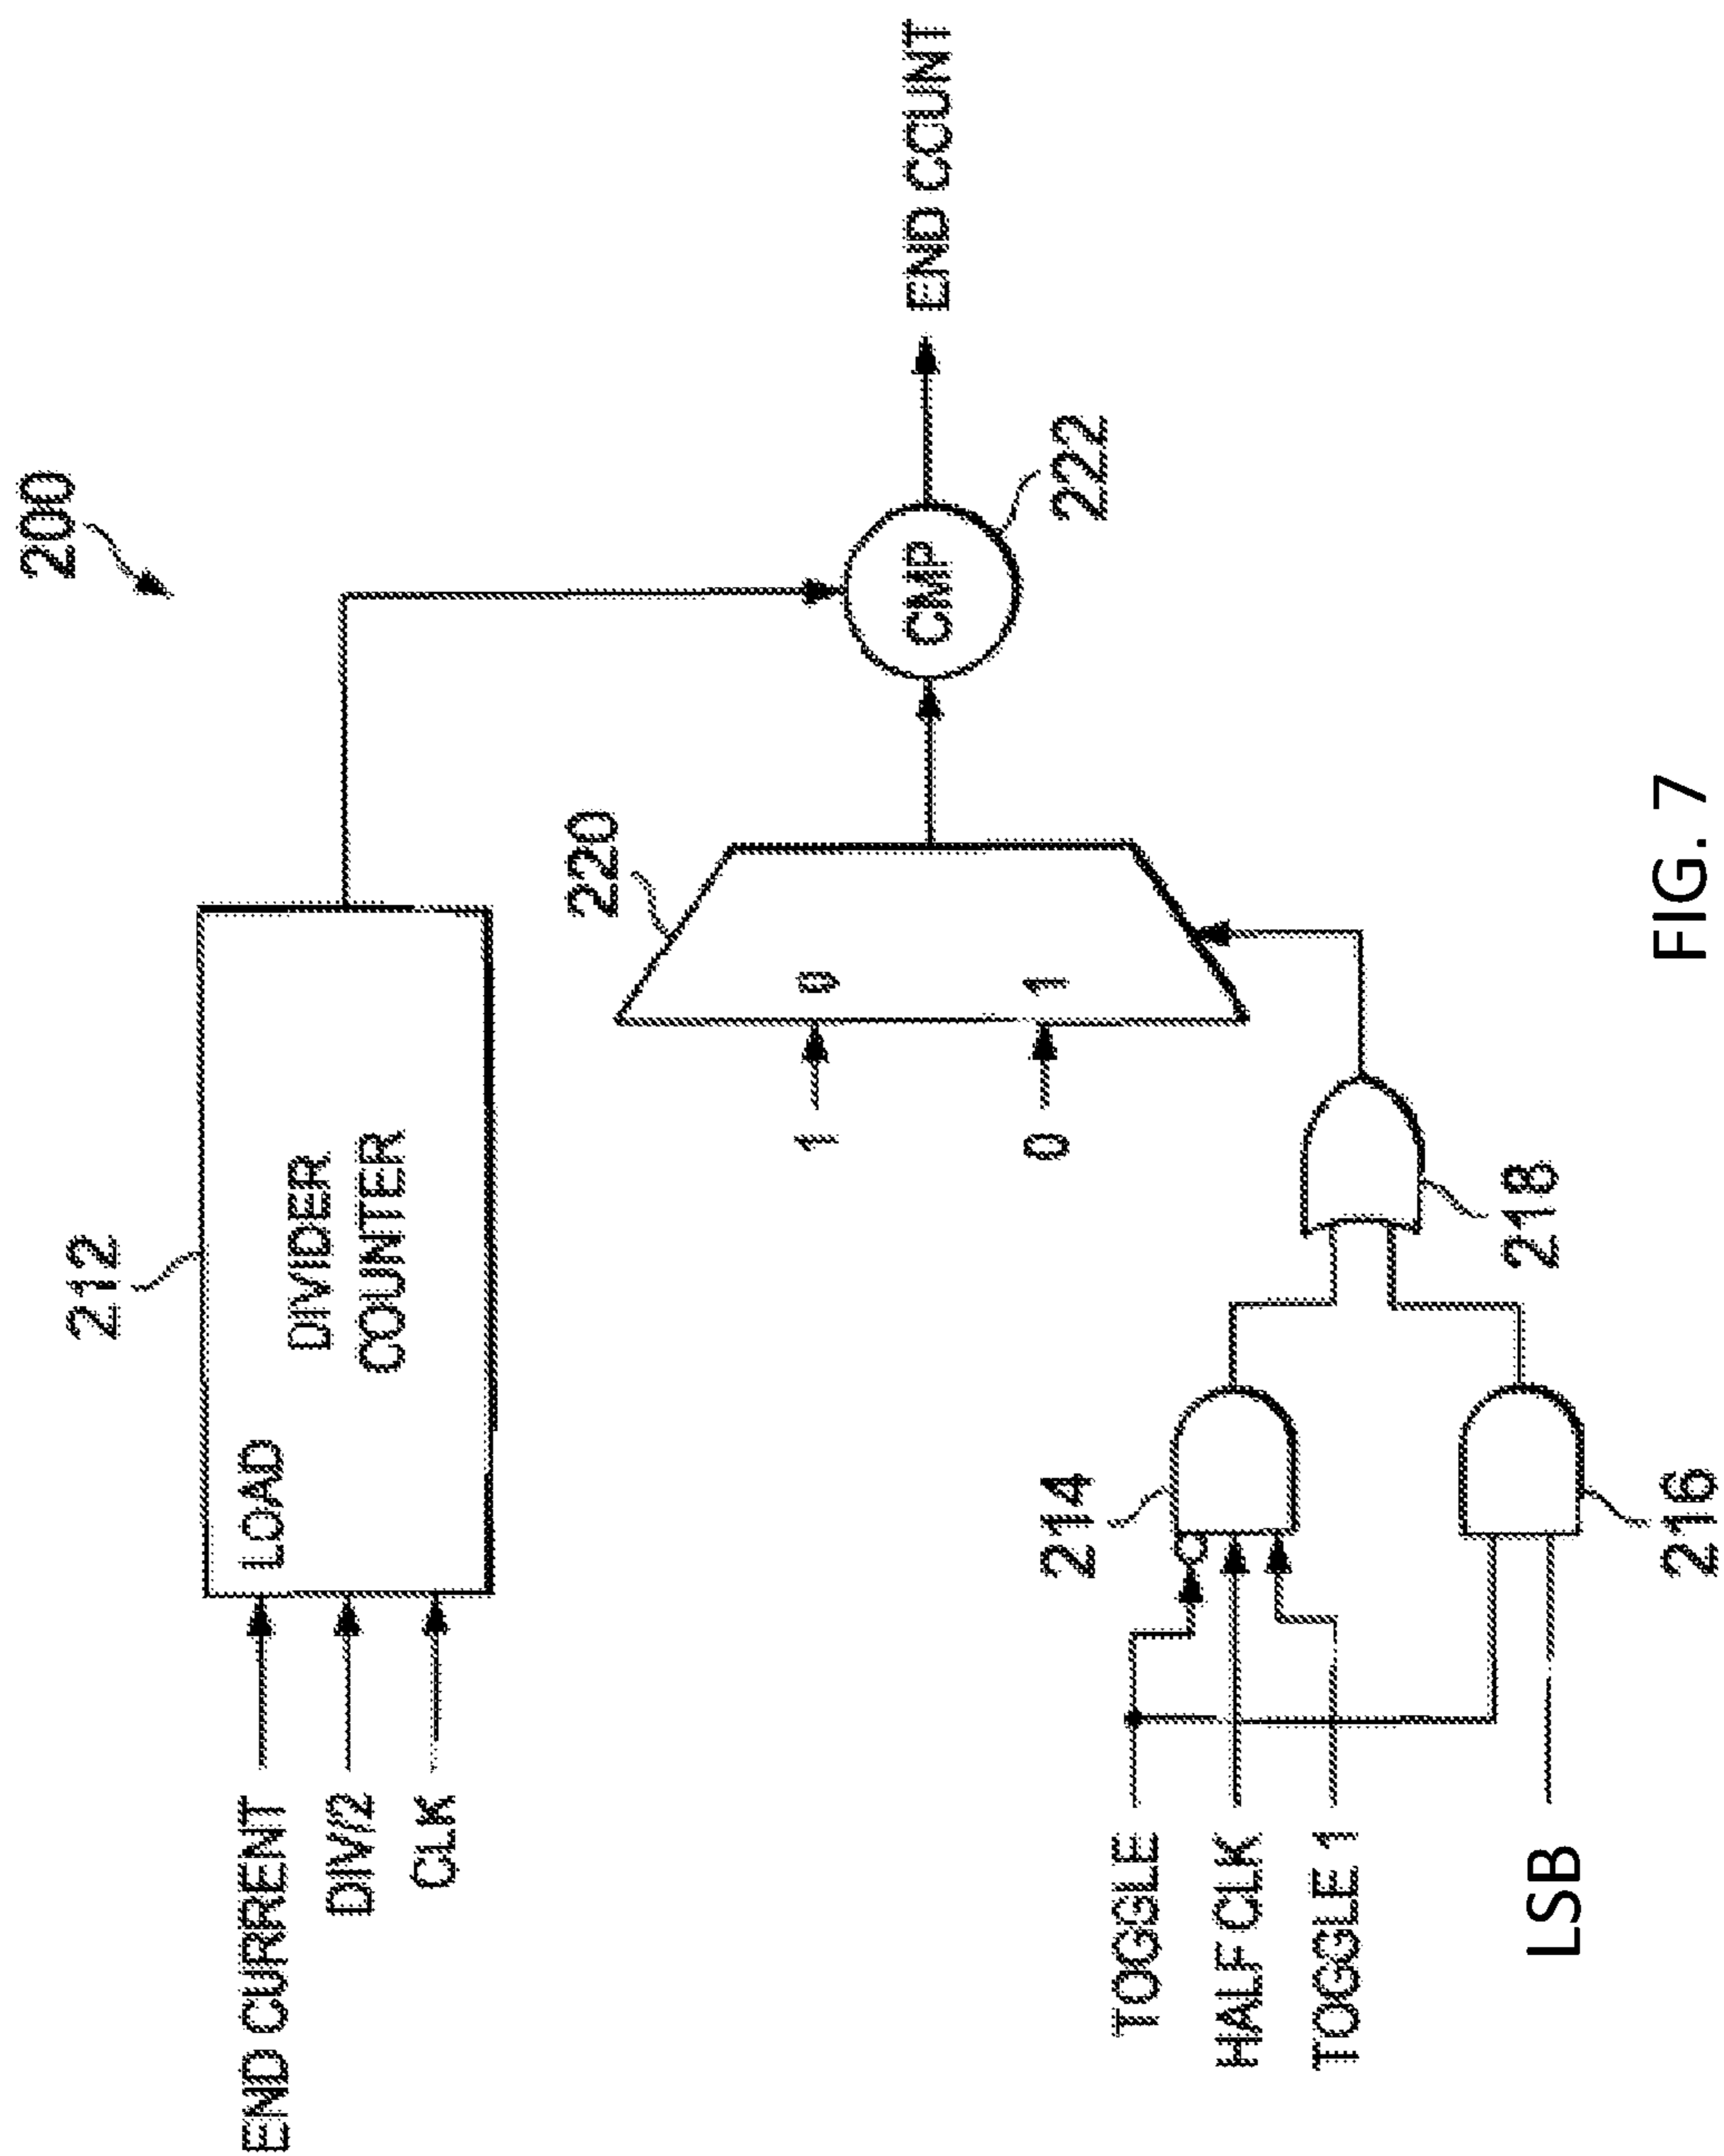 200
212
END CURRENT
LOAD
DIV/2
DIVIDER
COUNTER
CLK
220
1
0
0
1
CMP
END COUNT
222
TOGGLE
HALF CLK
TOGGLE 1
214
LSB
216
218
FIG. 7